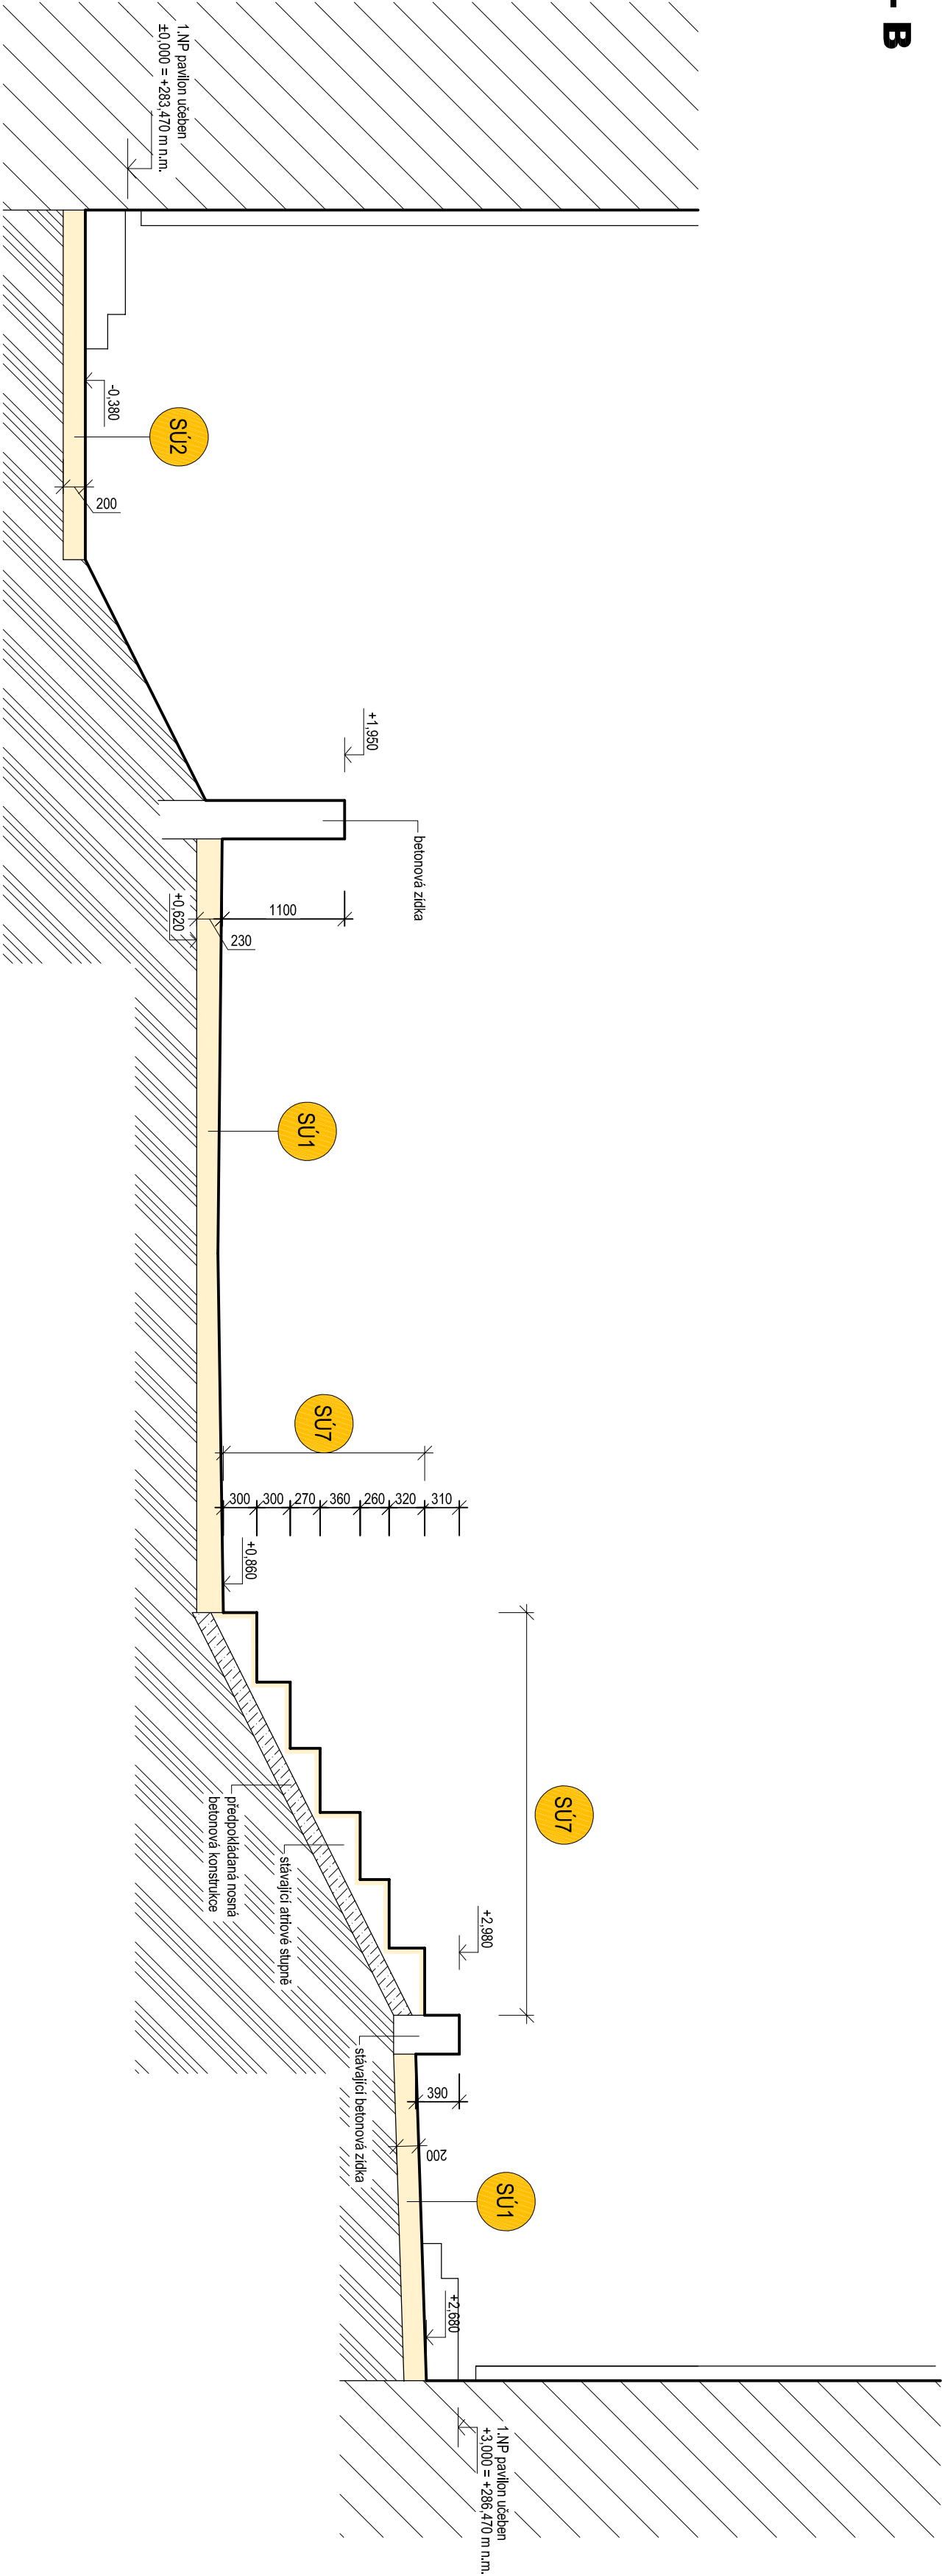 - B
1.NP pavilon učeben
±0,000 = +283,470 m n.m.
-0,380
SÚ2
200
+1,950
betonová zídka
1100
230
+0,620
SÚ1
SÚ7
300
300
270
360
260
320
310
+0,860
SÚ7
předpokládaná nosná
betonová konstrukce
stávající atriové stupně
+2,980
stávající betonová zídka
390
200
SÚ1
+2,680
1.NP pavilon učeben
+3,000 = +286,470 m n.m.